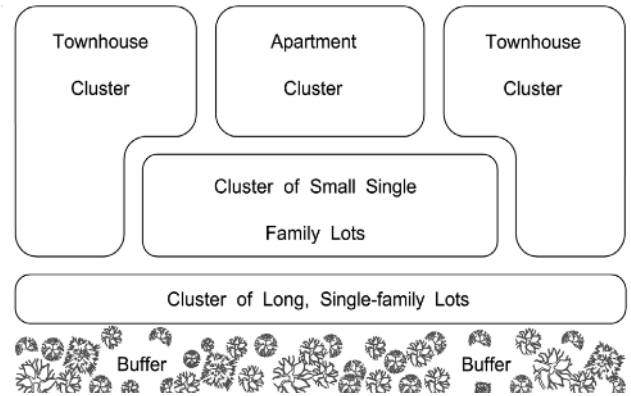 Townhouse
Cluster
Apartment
Cluster
Townhouse
Cluster
Cluster of Small Single
Family Lots
Cluster of Long, Single-family Lots
Buffer
Buffer